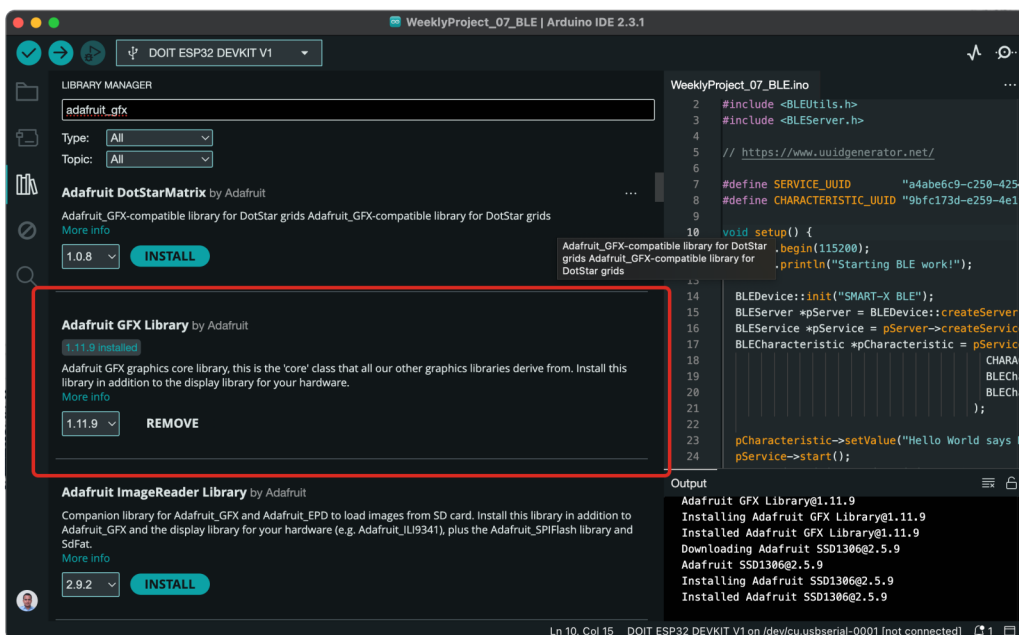 WeeklyProject_07_BLE | Arduino IDE 2.3.1
DOIT ESP32 DEVKIT V1
LIBRARY MANAGER
adafruit_gfx
Type: All
Topic: All
Adafruit DotStarMatrix by Adafruit
Adafruit_GFX-compatible library for DotStar grids Adafruit_GFX-compatible library for DotStar grids
More info
1.0.8 INSTALL
Adafruit_GFX-compatible library for DotStar
grids Adafruit_GFX-compatible library for
DotStar grids
Adafruit GFX Library by Adafruit
1.11.9 installed
Adafruit GFX graphics core library, this is the 'core' class that all our other graphics libraries derive from. Install this
library in addition to the display library for your hardware.
More info
1.11.9 REMOVE
Adafruit ImageReader Library by Adafruit
Companion library for Adafruit_GFX and Adafruit_EPD to load images from SD card. Install this library in addition to
Adafruit_GFX and the display library for your hardware (e.g. Adafruit_ILI9341), plus the Adafruit_SPIFlash library and
SdFat.
More info
2.9.2 INSTALL
WeeklyProject_07_BLE.ino
2 #include <BLEUtils.h>
3 #include <BLEServer.h>
4
5 // https://www.uuidgenerator.net/
6
7 #define SERVICE_UUID "a4abe6c9-c250-425
8 #define CHARACTERISTIC_UUID "9bfc173d-e259-4e1
9
10 void setup() {
.begin(115200);
.println("Starting BLE work!");
13
14 BLEDevice::init("SMART-X BLE");
15 BLEServer *pServer = BLEDevice::createServer
16 BLEService *pService = pServer->createServic
17 BLECharacteristic *pCharacteristic = pServic
18 CHARA
19 BLECh
20 BLECh
21 );
22
23 pCharacteristic->setValue("Hello World says
24 pService->start();
Output
Adafruit GFX Library@1.11.9
Installing Adafruit GFX Library@1.11.9
Installed Adafruit GFX Library@1.11.9
Downloading Adafruit SSD1306@2.5.9
Adafruit SSD1306@2.5.9
Installing Adafruit SSD1306@2.5.9
Installed Adafruit SSD1306@2.5.9
Ln 10, Col 15 DOIT ESP32 DEVKIT V1 on /dev/cu.usbserial-0001 [not connected] 1